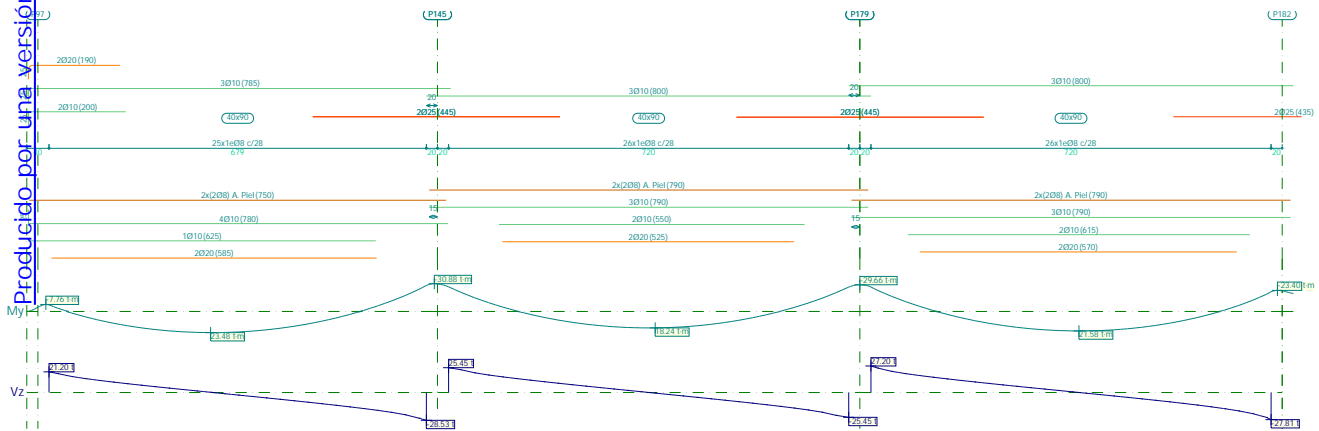 P97 P145 P179 P182
Producido por una versión
2Ø20 (190)
3Ø10 (785)
3Ø10 (800)
3Ø10 (800)
20
20
2Ø10 (200)
40x90
2Ø25 (445)
40x90
2Ø25 (445)
40x90
2Ø25 (435)
25x1eØ8 c/28
26x1eØ8 c/28
26x1eØ8 c/28
679
20 20
720
20 20
720
20
2x(2Ø8) A. Piel (790)
2x(2Ø8) A. Piel (750)
2x(2Ø8) A. Piel (790)
15
3Ø10 (790)
3Ø10 (790)
4Ø10 (780)
2Ø10 (550)
15
1Ø10 (625)
2Ø20 (525)
2Ø10 (615)
2Ø20 (585)
2Ø20 (570)
-7.76 t·m
-30.88 t·m
-29.66 t·m
-23.40 t·m
My
23.48 t·m
18.24 t·m
21.58 t·m
21.20 t
25.45 t
27.20 t
Vz
-28.53 t
-25.45 t
-27.81 t